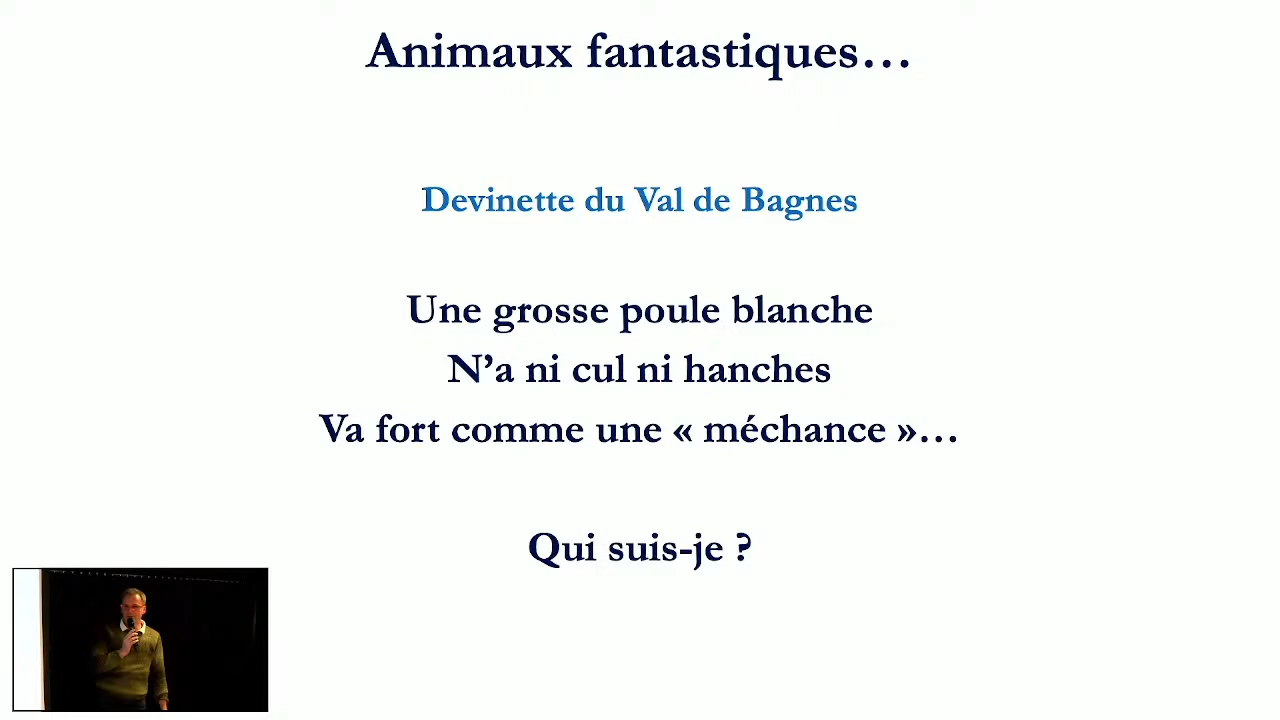 Animaux fantastiques…
Devinette du Val de Bagnes
Une grosse poule blanche
N’a ni cul ni hanches
Va fort comme une « méchance »…
Qui suis-je ?